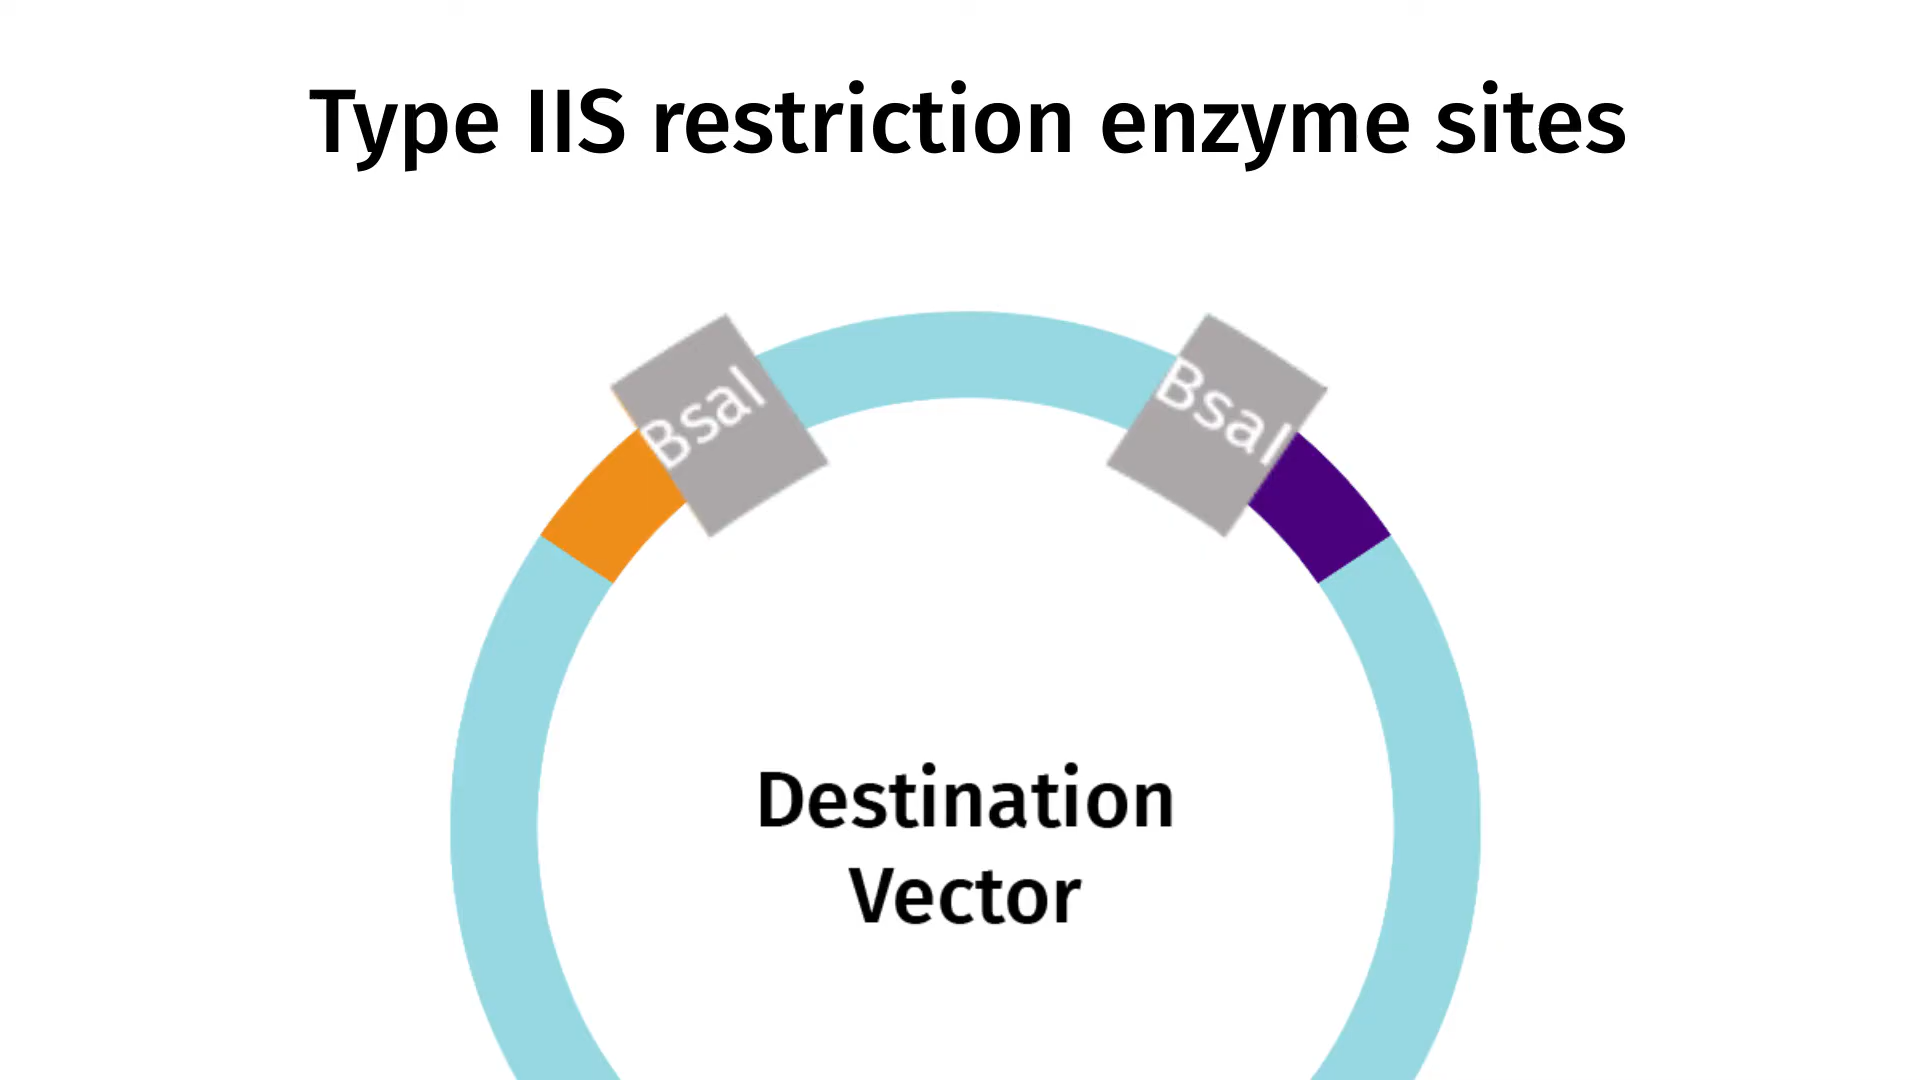 Type IIS restriction enzyme sites
BsaI
BsaI
Destination
Vector